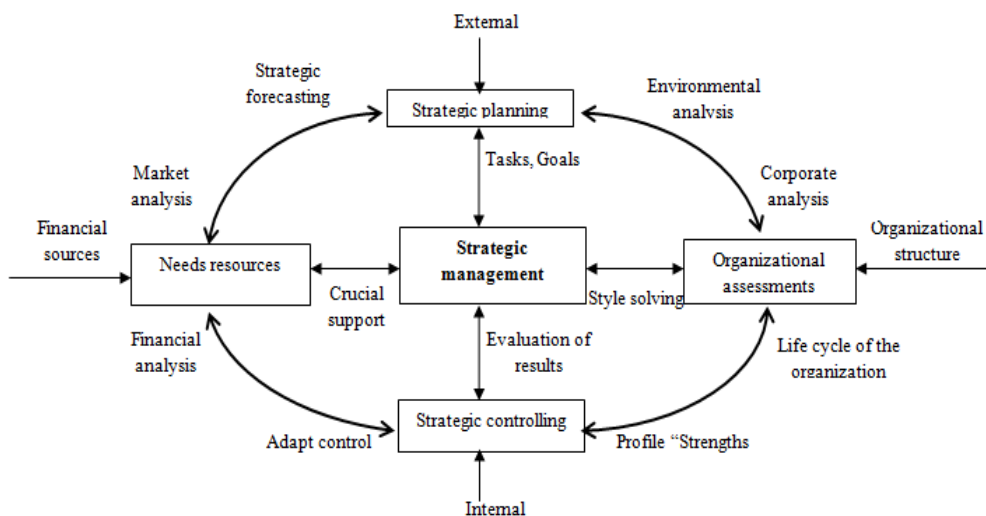 External
Strategic
forecasting
Environmental
analysis
Strategic planning
Tasks, Goals
Market
analysis
Corporate
analysis
Financial
sources
Organizational
structure
Needs resources
Strategic
management
Organizational
assessments
Crucial
support
Style solving
Financial
analysis
Evaluation of
results
Life cycle of the
organization
Strategic controlling
Adapt control
Profile “Strengths
Internal